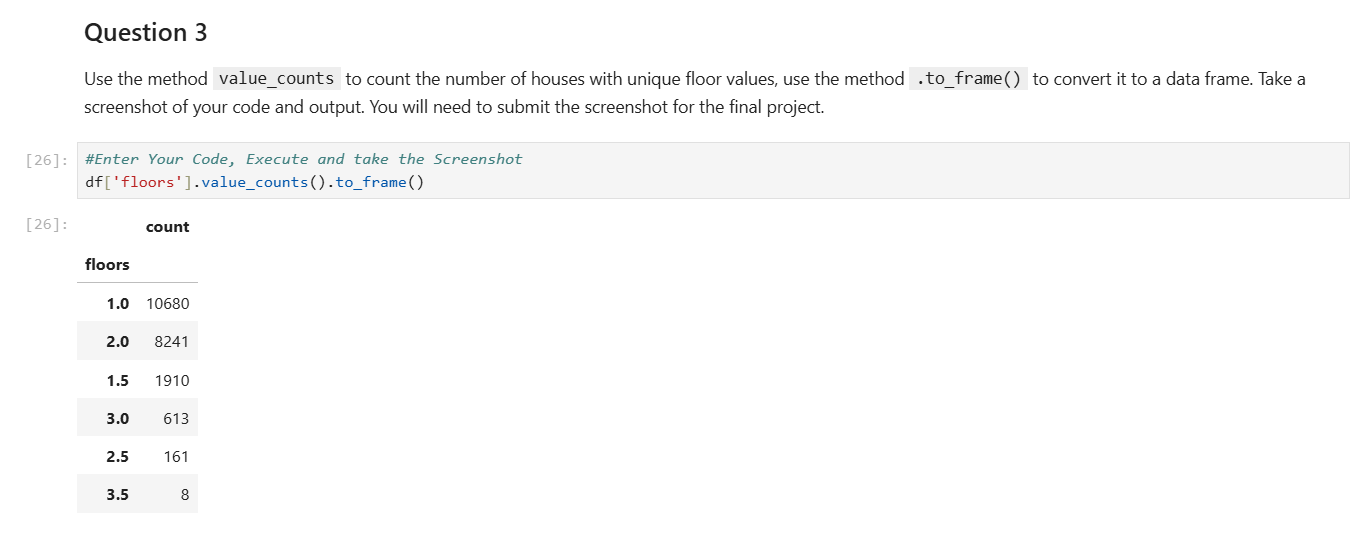 Question 3
Use the method value_counts to count the number of houses with unique floor values, use the method .to_frame() to convert it to a data frame. Take a
screenshot of your code and output. You will need to submit the screenshot for the final project.
[26]: #Enter Your Code, Execute and take the Screenshot
df['floors'].value_counts().to_frame()
[26]: count
floors
1.0 10680
2.0 8241
1.5 1910
3.0 613
2.5 161
3.5 8